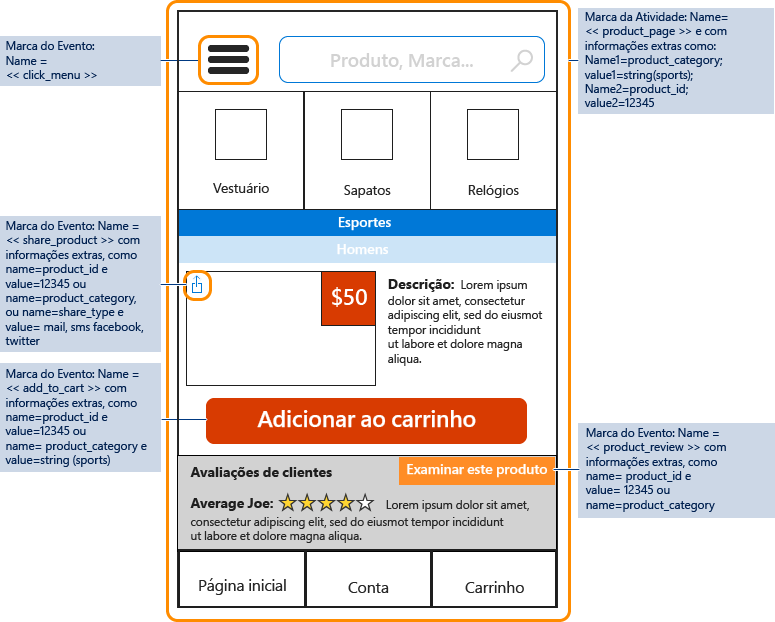 Marca do Evento:
Name =
<< click_menu >>
Produto, Marca...
Marca da Atividade: Name=
<< product_page >> e com
informações extras como:
Name1=product_category;
value1=string(sports);
Name2=product_id;
value2=12345
Vestuário
Sapatos
Relógios
Esportes
Homens
Marca do Evento: Name =
<< share_product >> com
informações extras, como
name=product_id e
value=12345 ou
name=product_category,
ou name=share_type e
value= mail, sms facebook,
twitter
$50
Descrição: Lorem ipsum
dolor sit amet, consectetur
adipiscing elit, sed do eiusmot
tempor incididunt
ut labore et dolore magna
aliqua.
Marca do Evento: Name =
<< add_to_cart >> com
informações extras, como
name=product_id e
value=12345 ou
name= product_category e
value=string (sports)
Adicionar ao carrinho
Avaliações de clientes
Examinar este produto
Average Joe: Lorem ipsum dolor sit amet,
consectetur adipiscing elit, sed do eiusmot tempor incididunt
ut labore et dolore magna aliqua.
Marca do Evento: Name =
<< product_review >> com
informações extras, como
name= product_id e
value= 12345 ou
name=product_category
Página inicial
Conta
Carrinho